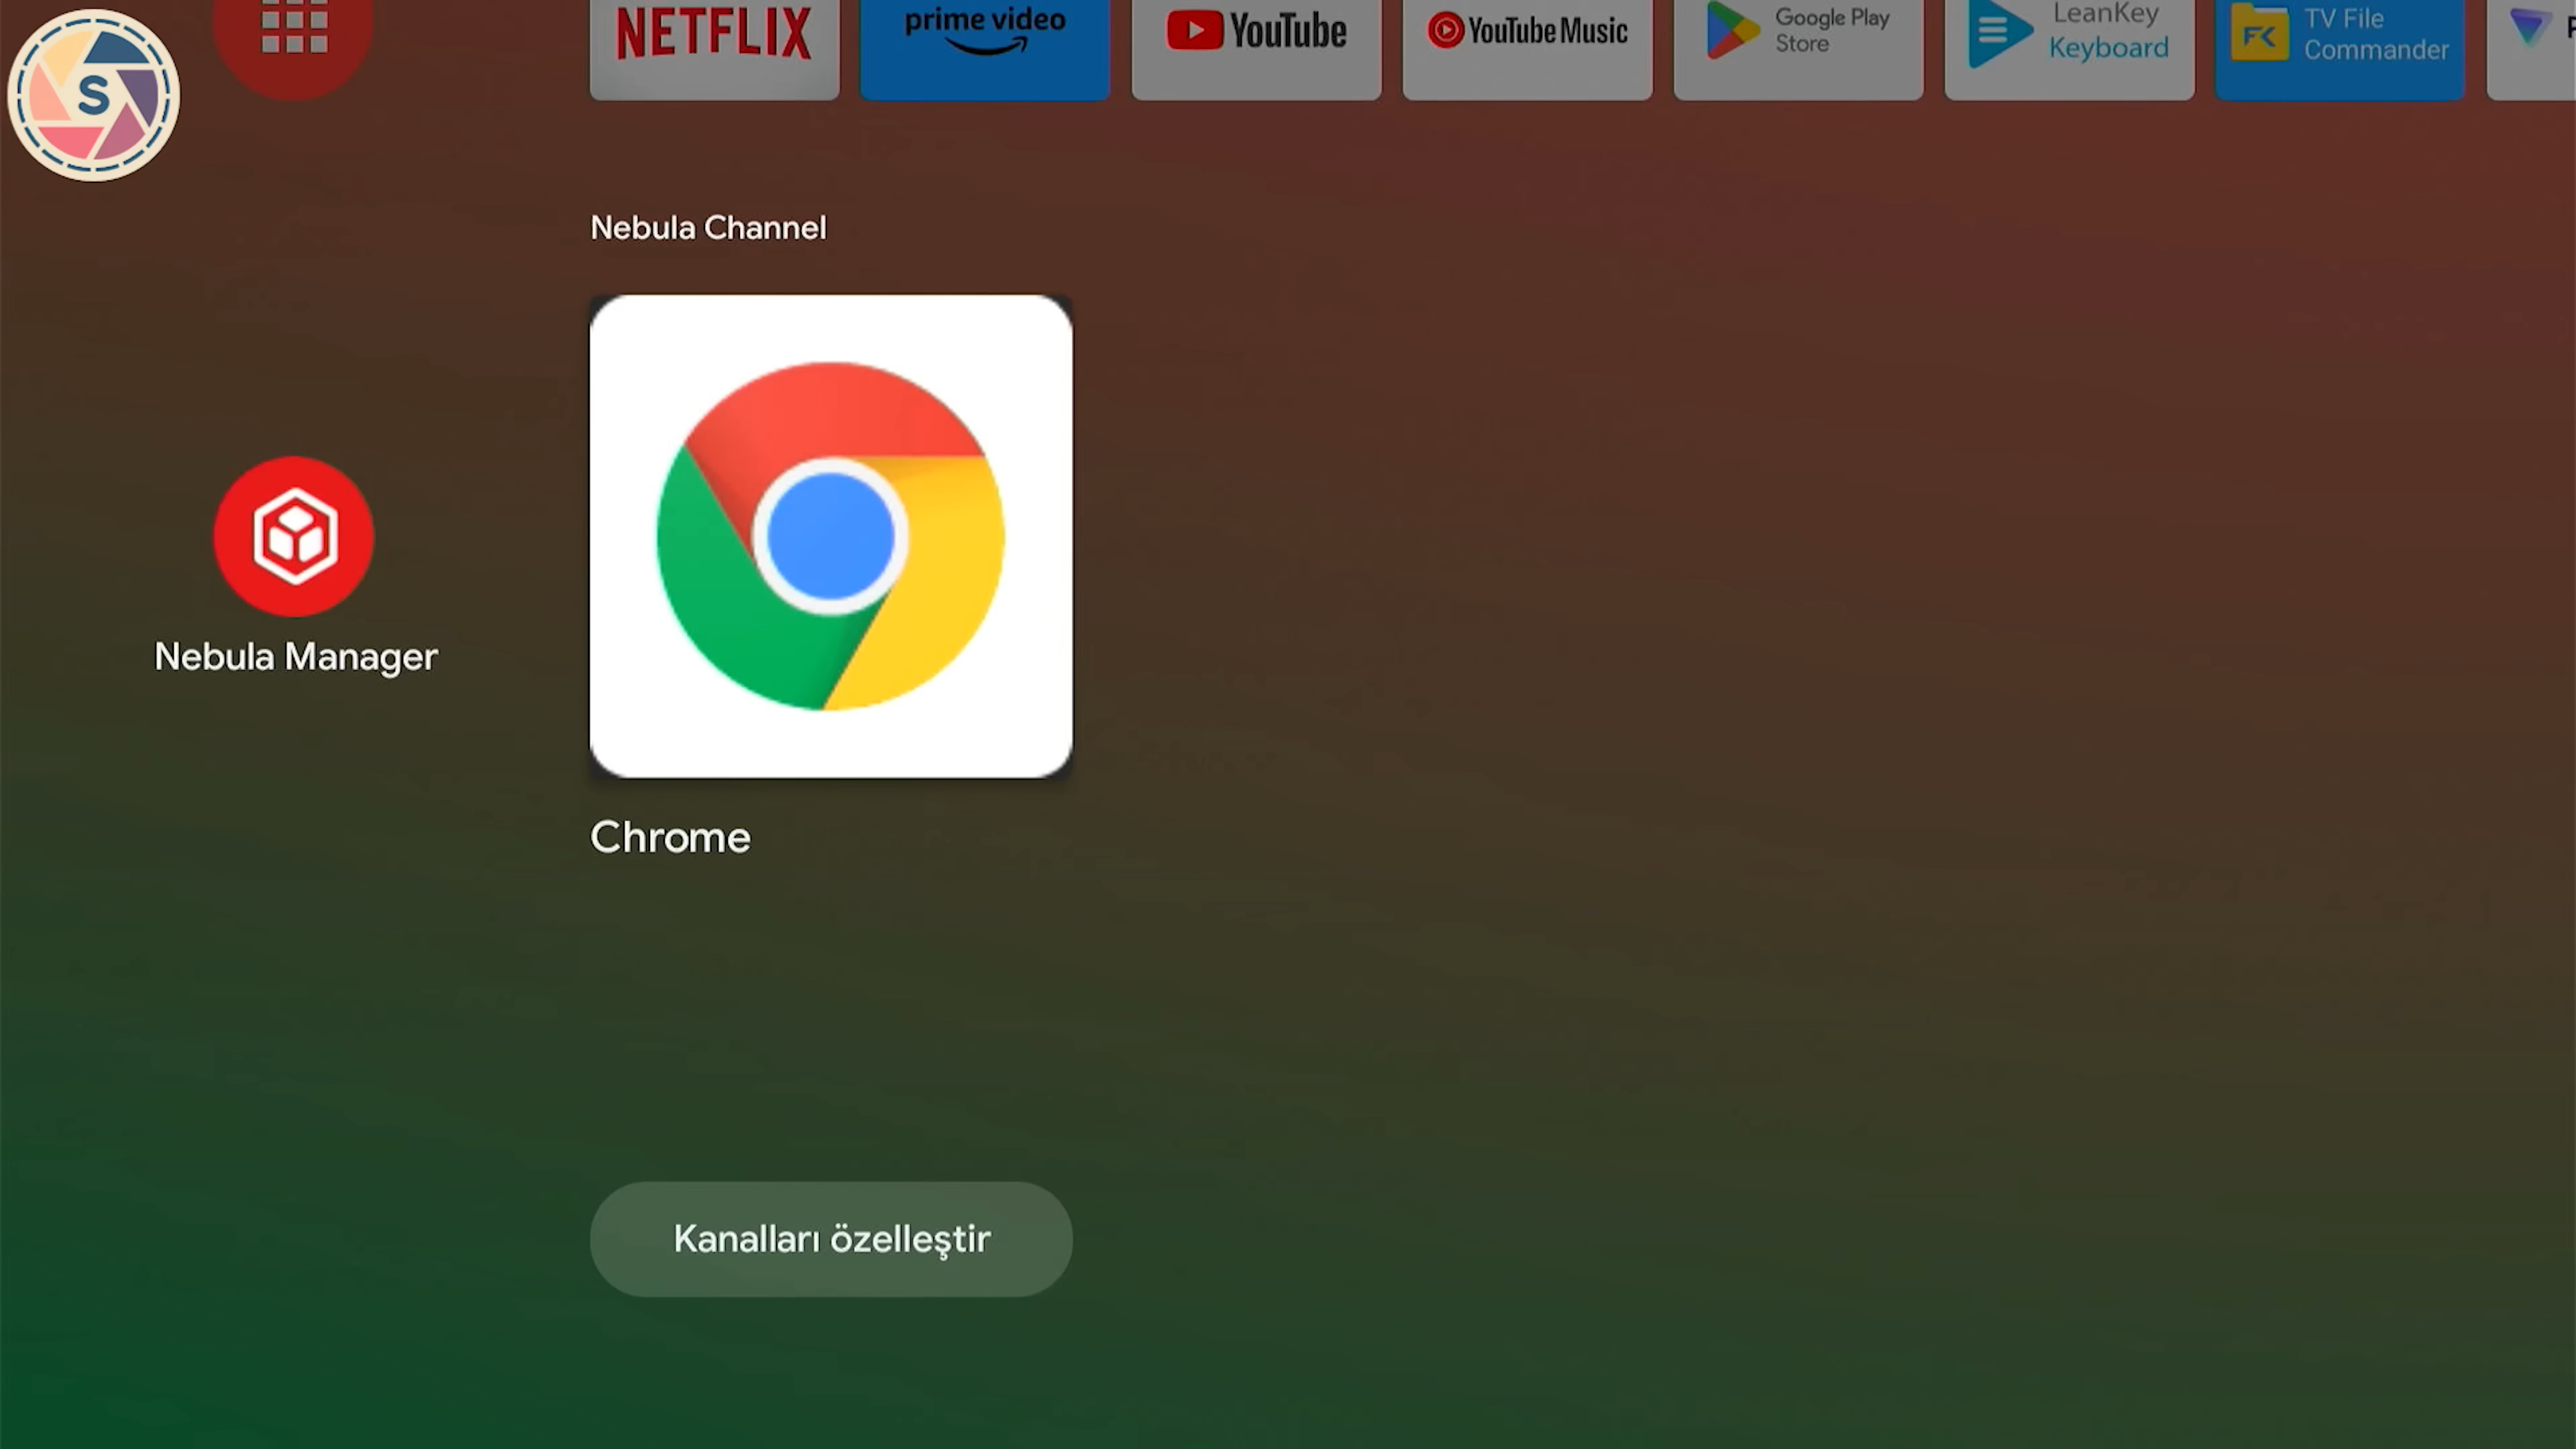 S
NETFLIX
prime video
YouTube
YouTube Music
Google Play
Store
LeanKey
Keyboard
FX
TV File
Commander
Nebula Channel
Nebula Manager
Chrome
Kanalları özelleştir